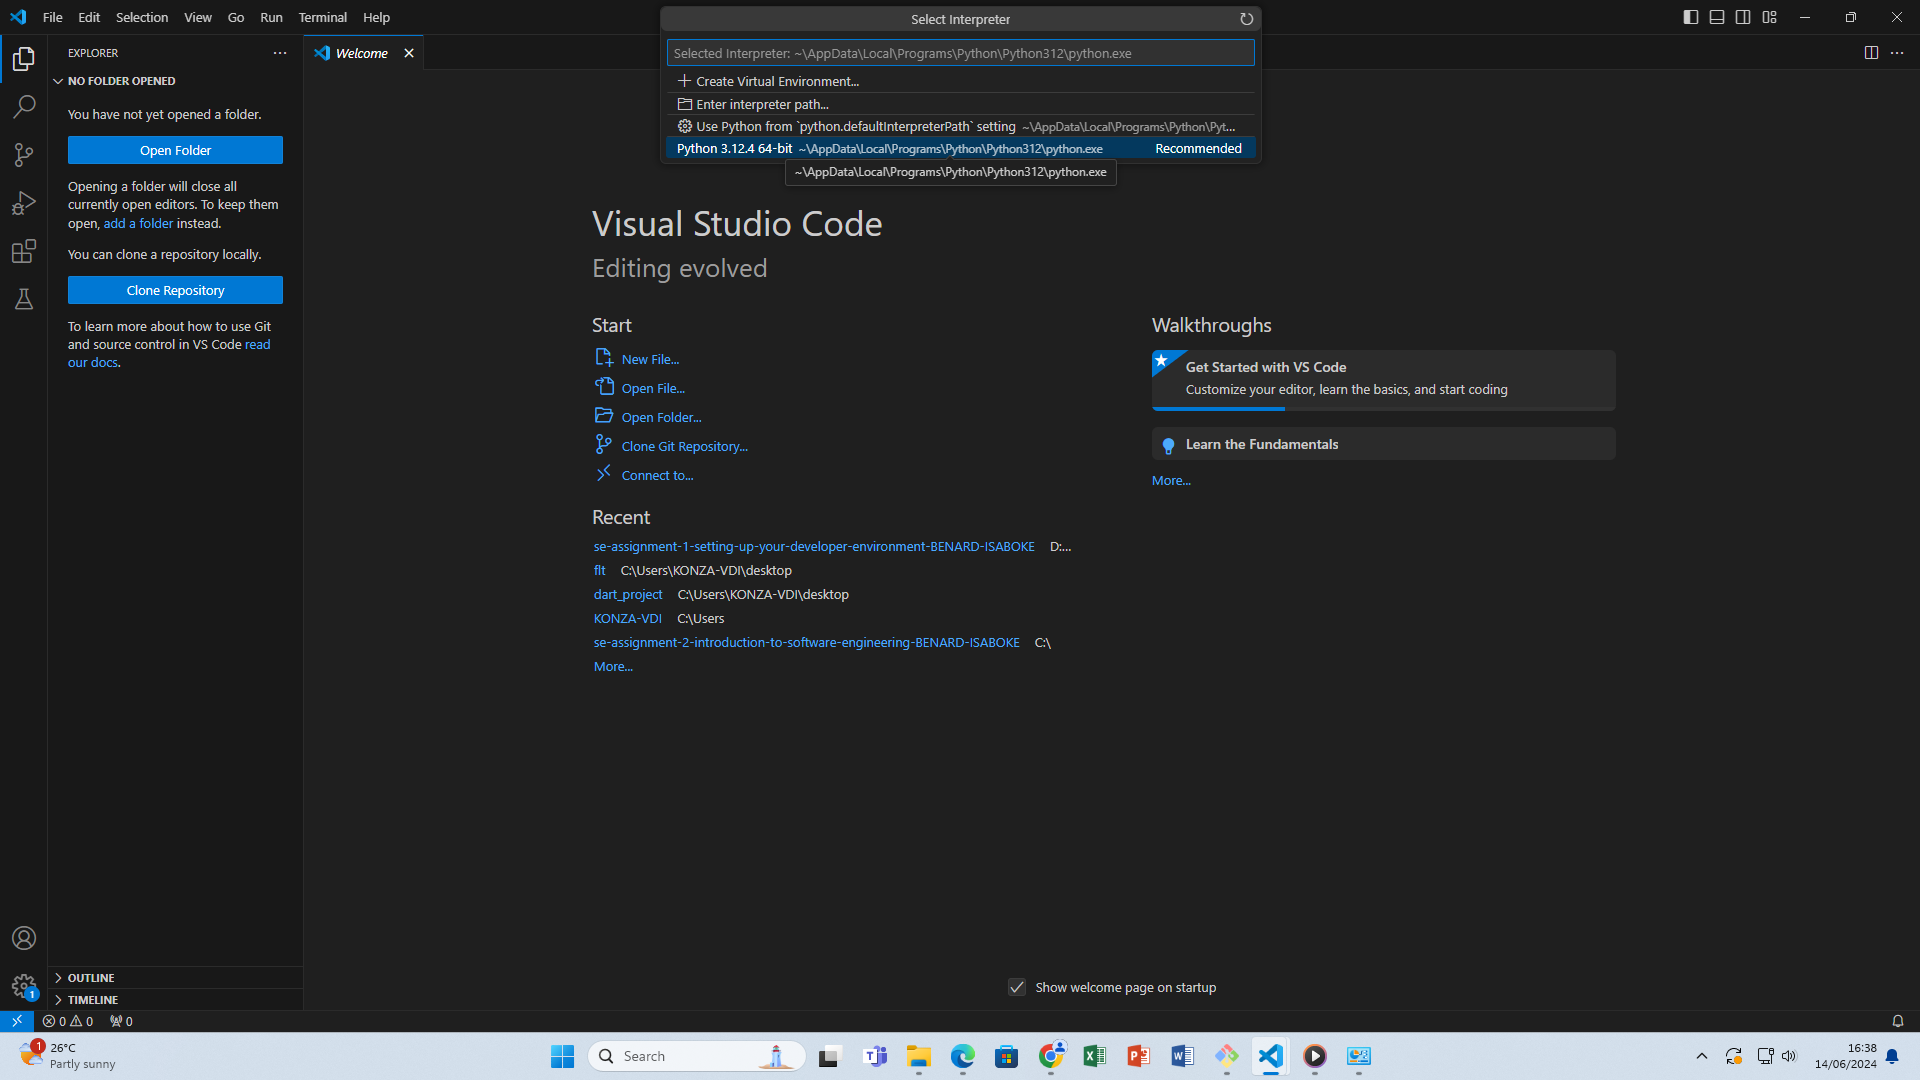 File Edit Selection View Go Run Terminal Help
Select Interpreter
Selected Interpreter: ~\AppData\Local\Programs\Python\Python312\python.exe
Create Virtual Environment...
Enter interpreter path...
Use Python from `python.defaultInterpreterPath` setting ~\AppData\Local\Programs\Python\Pyt...
Python 3.12.4 64-bit ~\AppData\Local\Programs\Python\Python312\python.exe Recommended
~\AppData\Local\Programs\Python\Python312\python.exe
EXPLORER
Welcome
NO FOLDER OPENED
You have not yet opened a folder.
Open Folder
Opening a folder will close all
currently open editors. To keep them
open, add a folder instead.
You can clone a repository locally.
Clone Repository
To learn more about how to use Git
and source control in VS Code read
our docs.
OUTLINE
TIMELINE
Visual Studio Code
Editing evolved
Start
New File...
Open File...
Open Folder...
Clone Git Repository...
Connect to...
Recent
se-assignment-1-setting-up-your-developer-environment-BENARD-ISABOKE D:...
flt C:\Users\KONZA-VDI\desktop
dart_project C:\Users\KONZA-VDI\desktop
KONZA-VDI C:\Users
se-assignment-2-introduction-to-software-engineering-BENARD-ISABOKE C:\
More...
Walkthroughs
Get Started with VS Code
Customize your editor, learn the basics, and start coding
Learn the Fundamentals
More...
Show welcome page on startup
1
0 0 0
1
26°C
Partly sunny
Search
16:38
14/06/2024